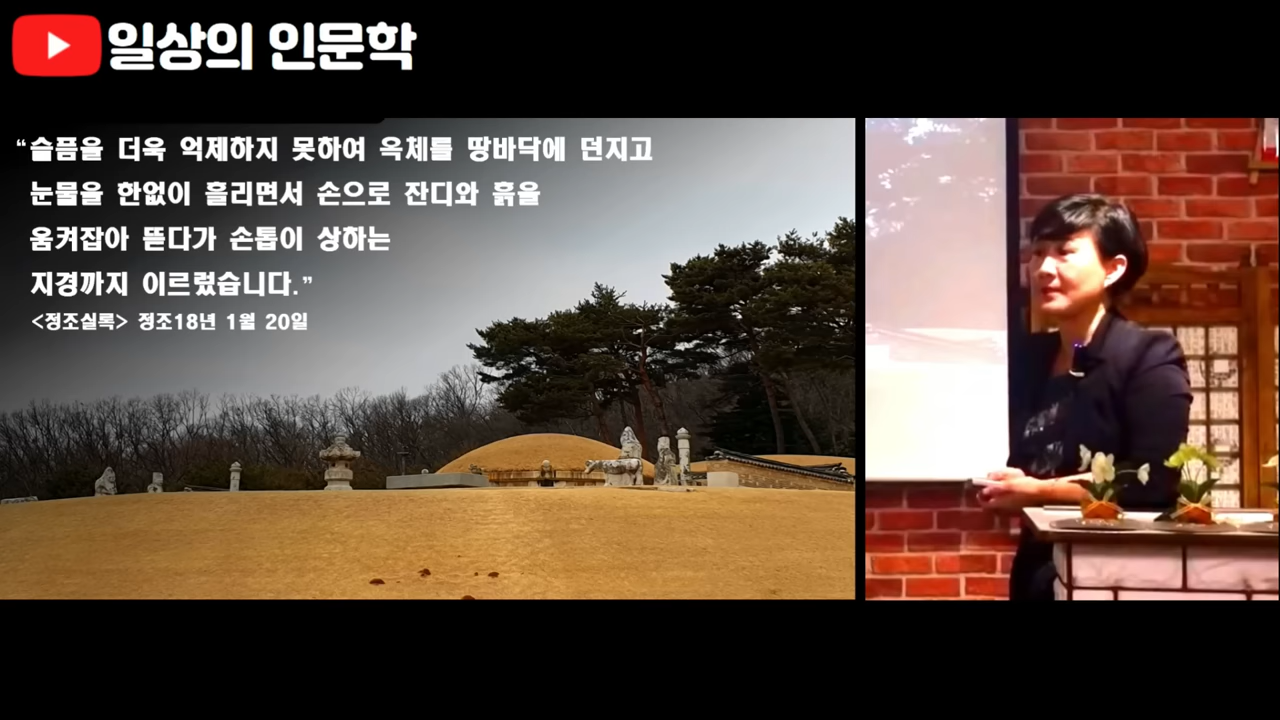 일상의 인문학
“슬픔을 더욱 억제하지 못하여 옥체를 땅바닥에 던지고
눈물을 한없이 흘리면서 손으로 잔디와 흙을
움켜잡아 뜯다가 손톱이 상하는
지경까지 이르렀습니다.”
<정조실록> 정조18년 1월 20일